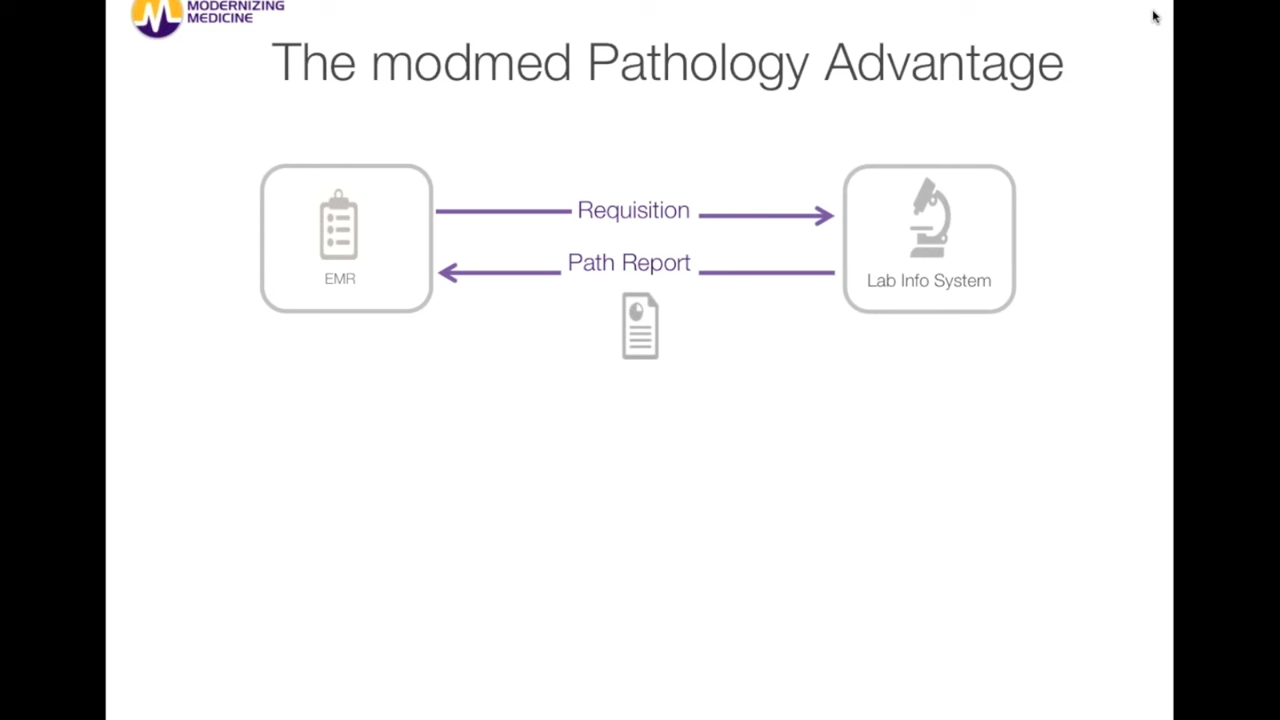 MODERNIZING
MEDICINE
The modmed Pathology Advantage
Requisition
Path Report
EMR
Lab Info System